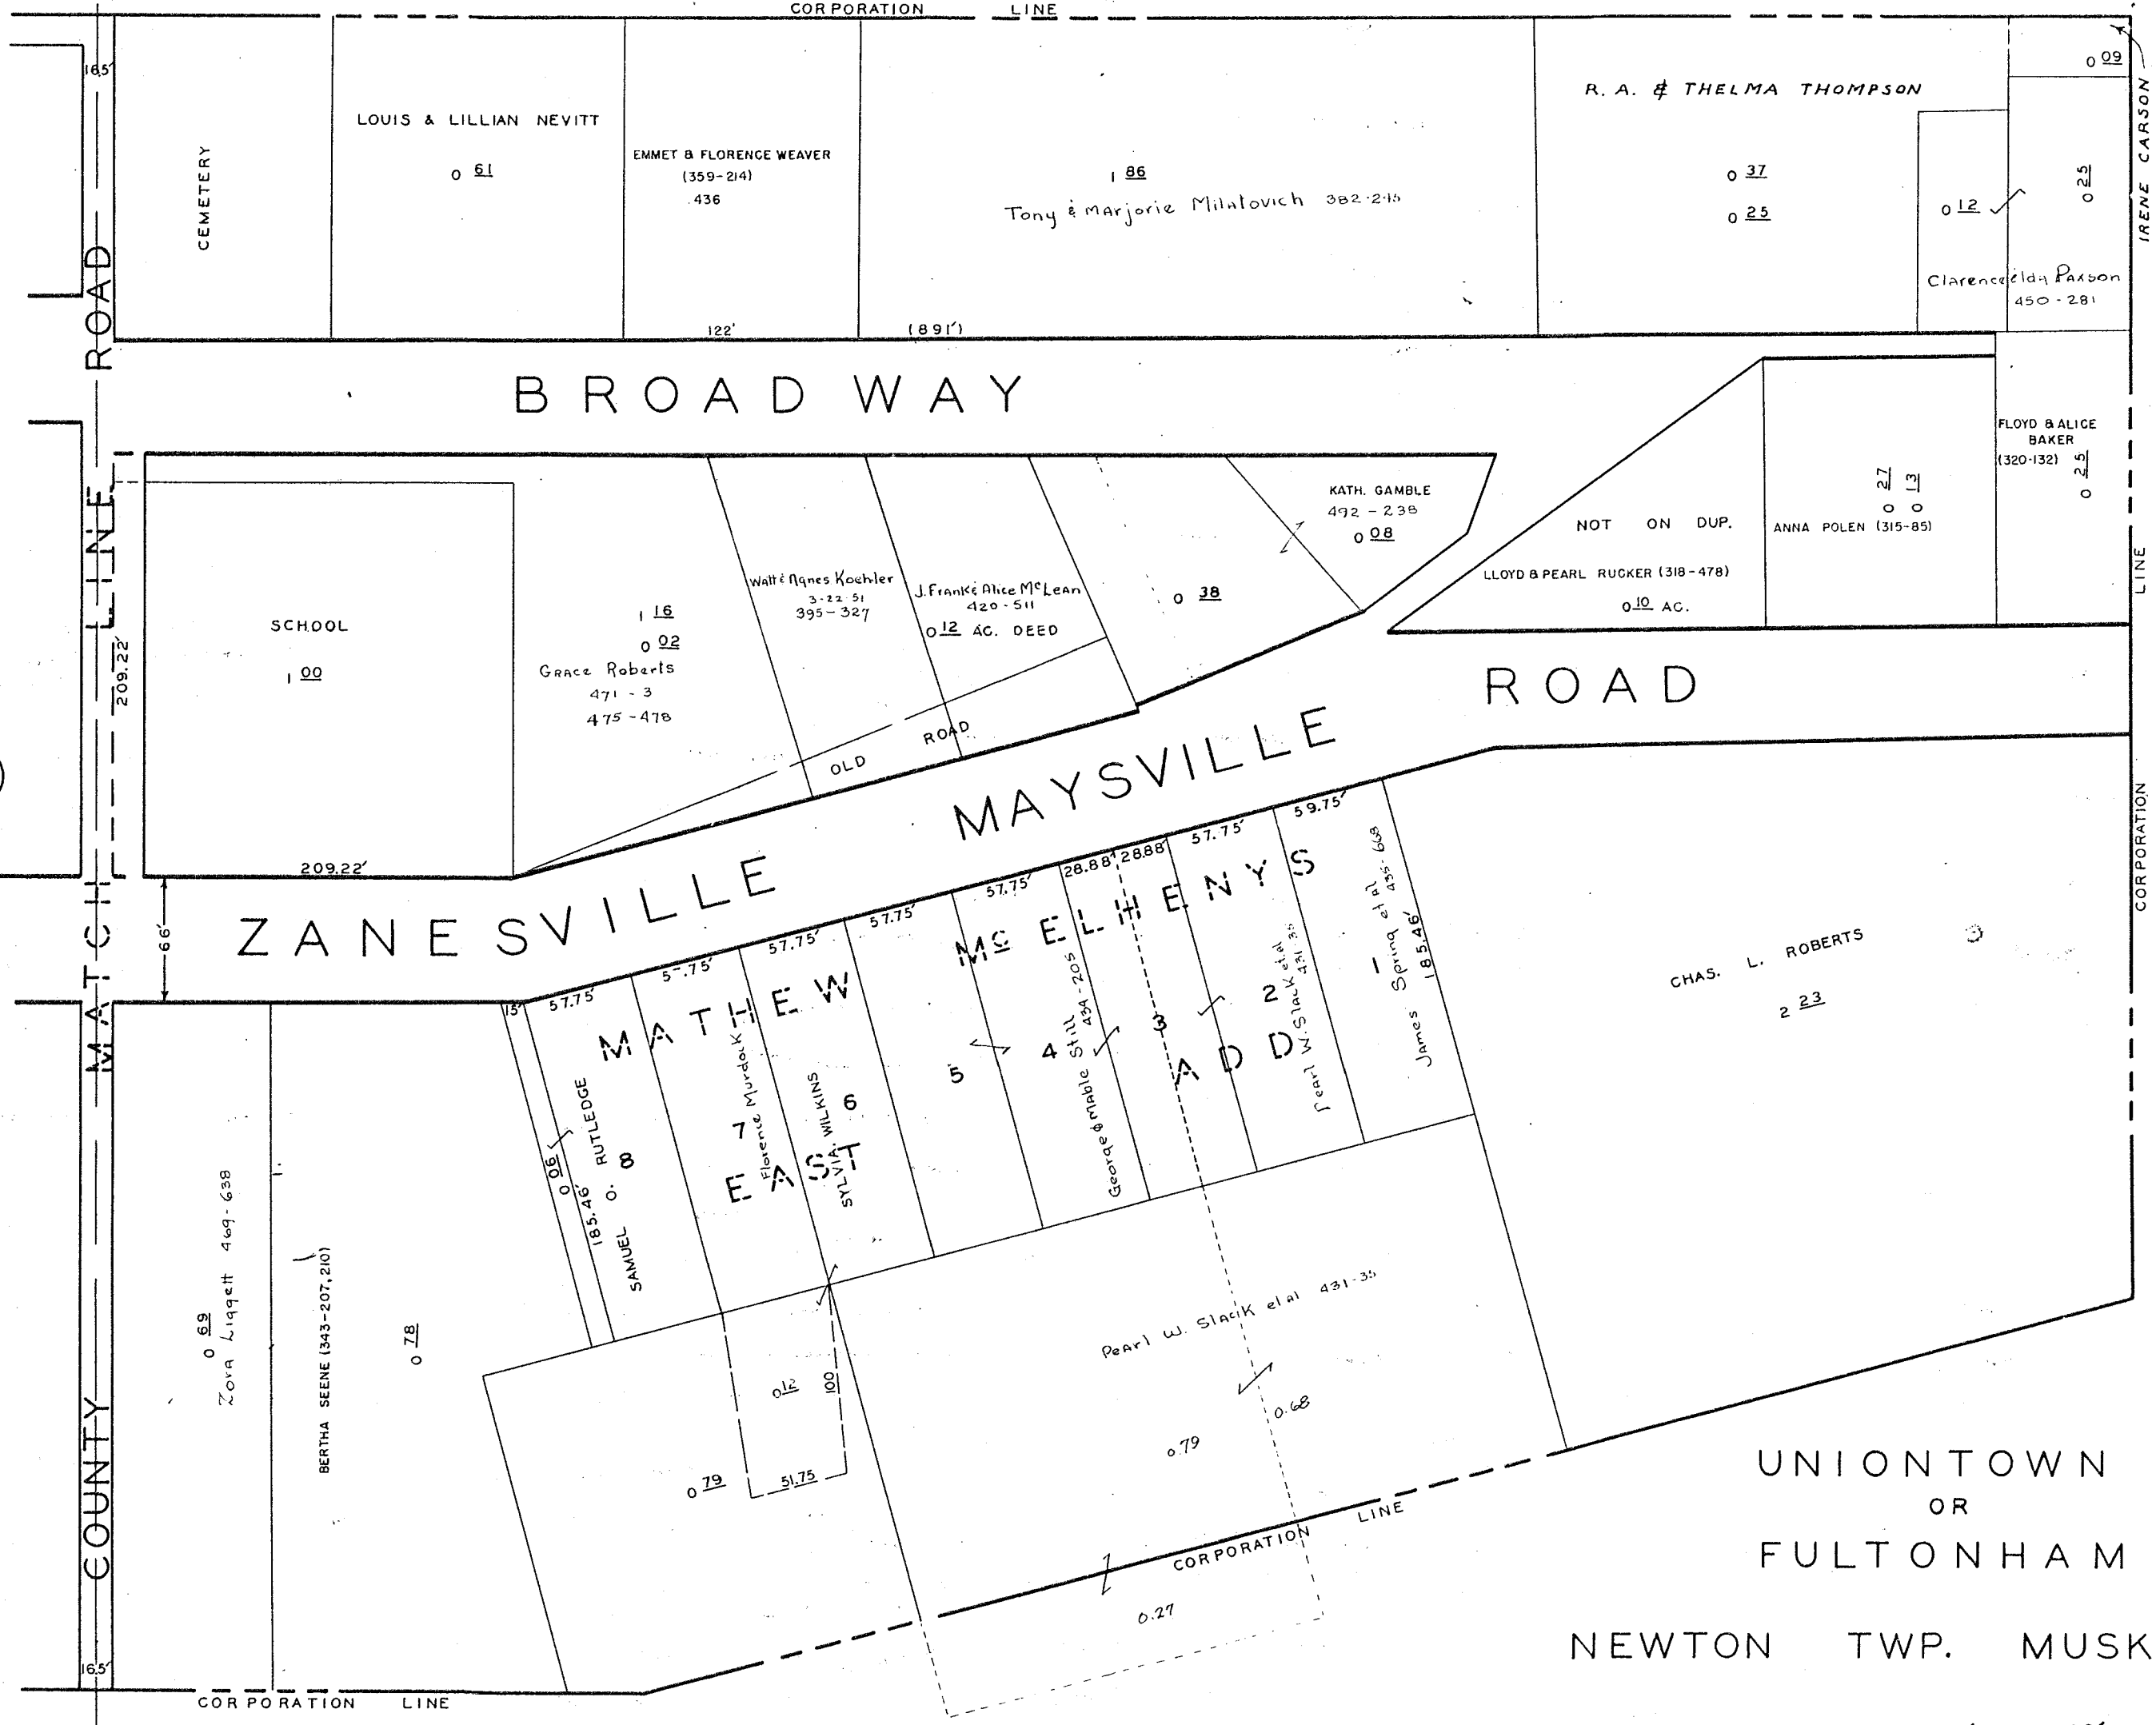 CORPORATION LINE
16.5'
CEMETERY
LOUIS & LILLIAN NEVITT
0 61
EMMET & FLORENCE WEAVER
(359-214)
.436
1 86
Tony & Marjorie Milatovich 382-215
R. A. & THELMA THOMPSON
0 37
0 25
0 12
0 09
0 25
IRENE CARSON
Clarence & Ida Paxson
450-281
122'
(891')
BROADWAY
SCHOOL
1 00
209.22'
209.22'
1 16
0 02
Grace Roberts
471-3
475-478
Walt & Agnes Koehler
3-22-51
395-327
J. Frank & Alice McLean
420-511
0 12 AC. DEED
0 38
KATH. GAMBLE
492-238
0 08
NOT ON DUP.
LLOYD & PEARL RUCKER (318-478)
0 10 AC.
0 27
0 13
ANNA POLEN (315-85)
FLOYD & ALICE
BAKER
(320-132)
0 25
OLD ROAD
ZANESVILLE MAYSVILLE ROAD
66'
COUNTY MATCH LINE ROAD
CORPORATION LINE
15'
57.75'
57.75'
57.75'
57.75'
57.75'
28.88'
28.88'
57.75'
59.75'
MATHEW McELHENYS
EAST ADD
0 06
185.46'
SAMUEL O. RUTLEDGE
8
7
Florence Murdock
SYLVIA WILKINS
6
5
4
George & Mable Still 434-205
3
2
Pearl W. Slack et al 431-35
1
James Spring et al 435-668
185.46'
CHAS. L. ROBERTS
2 23
0 69
Zora Liggett 469-638
BERTHA SEENE (343-207, 210)
0 78
0 12
100
51.75
0 79
Pearl W. Slack et al 431-35
0.68
0.79
CORPORATION LINE
0.27
16.5'
CORPORATION LINE
UNIONTOWN
OR
FULTONHAM
NEWTON TWP. MUSK